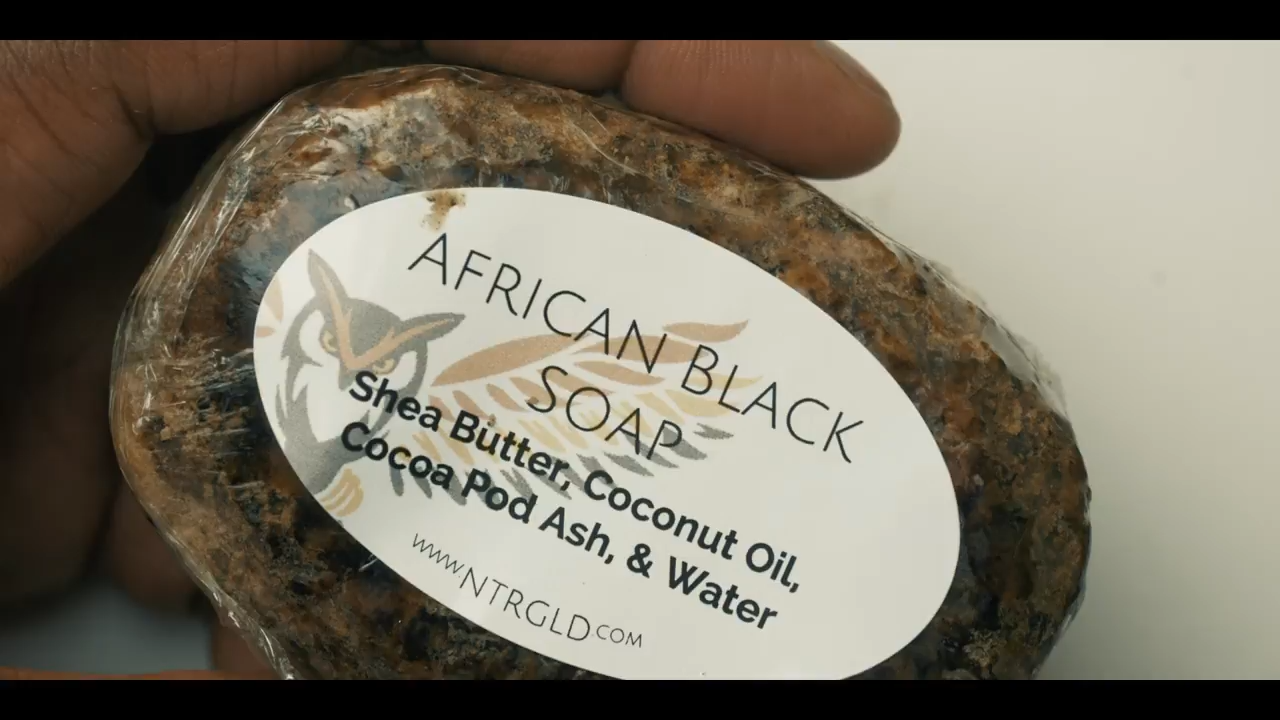 AFRICAN BLACK
SOAP
Shea Butter, Coconut Oil,
Cocoa Pod Ash, & Water
www.NTRGLD.COM